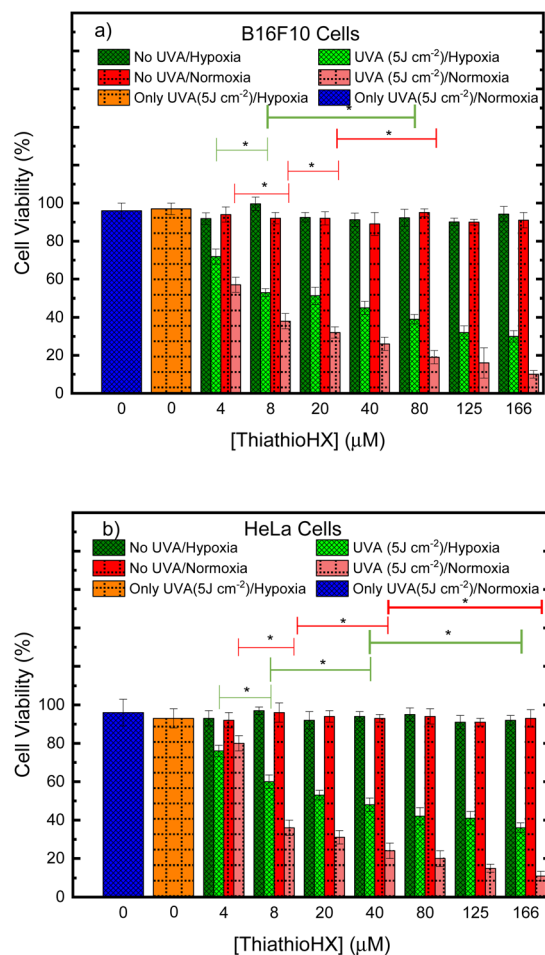 a) B16F10 Cells
No UVA/Hypoxia UVA (5J cm⁻²)/Hypoxia
No UVA/Normoxia UVA (5J cm⁻²)/Normoxia
Only UVA(5J cm⁻²)/Hypoxia Only UVA(5J cm⁻²)/Normoxia
*
*
*
*
*
Cell Viability (%)
100
80
60
40
20
0
0 0 4 8 20 40 80 125 166
[ThiathioHX] (μM)
b) HeLa Cells
No UVA/Hypoxia UVA (5J cm⁻²)/Hypoxia
No UVA/Normoxia UVA (5J cm⁻²)/Normoxia
Only UVA(5J cm⁻²)/Hypoxia Only UVA(5J cm⁻²)/Normoxia
*
*
*
*
*
*
Cell Viability (%)
100
80
60
40
20
0
0 0 4 8 20 40 80 125 166
[ThiathioHX] (μM)